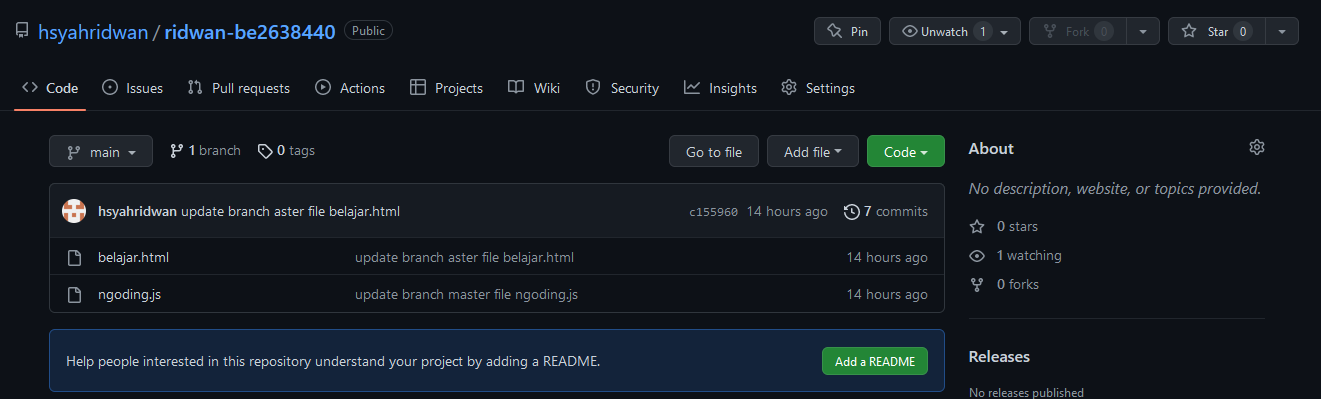 hsyahridwan / ridwan-be2638440 Public Pin Unwatch 1 Fork 0 Star 0
Code Issues Pull requests Actions Projects Wiki Security Insights Settings
main 1 branch 0 tags Go to file Add file Code
hsyahridwan update branch aster file belajar.html c155960 14 hours ago 7 commits
belajar.html update branch aster file belajar.html 14 hours ago
ngoding.js update branch master file ngoding.js 14 hours ago
Help people interested in this repository understand your project by adding a README. Add a README
About
No description, website, or topics provided.
0 stars
1 watching
0 forks
Releases
No releases published